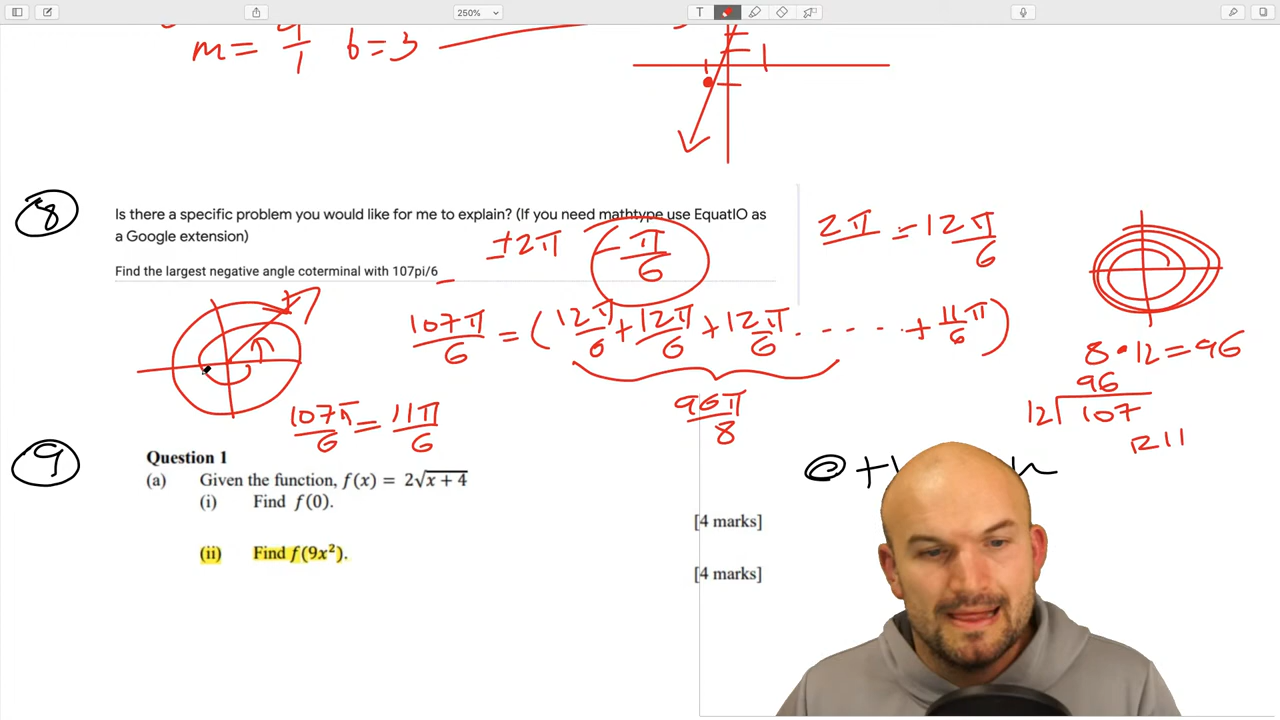 250%
T
m = 4/1 b = 3
8
Is there a specific problem you would like for me to explain? (If you need mathtype use EquatIO as
a Google extension)
Find the largest negative angle coterminal with 107pi/6
±2π
-π/6
2π = 12π/6
107π/6 = (12π/6 + 12π/6 + 12π/6 ..... + 11π/6)
96π/8
107π/6 = 11π/6
8 • 12 = 96
96
12 107
R11
9
Question 1
(a) Given the function, f(x) = 2√x + 4
(i) Find f(0).
[4 marks]
(ii) Find f(9x²).
[4 marks]